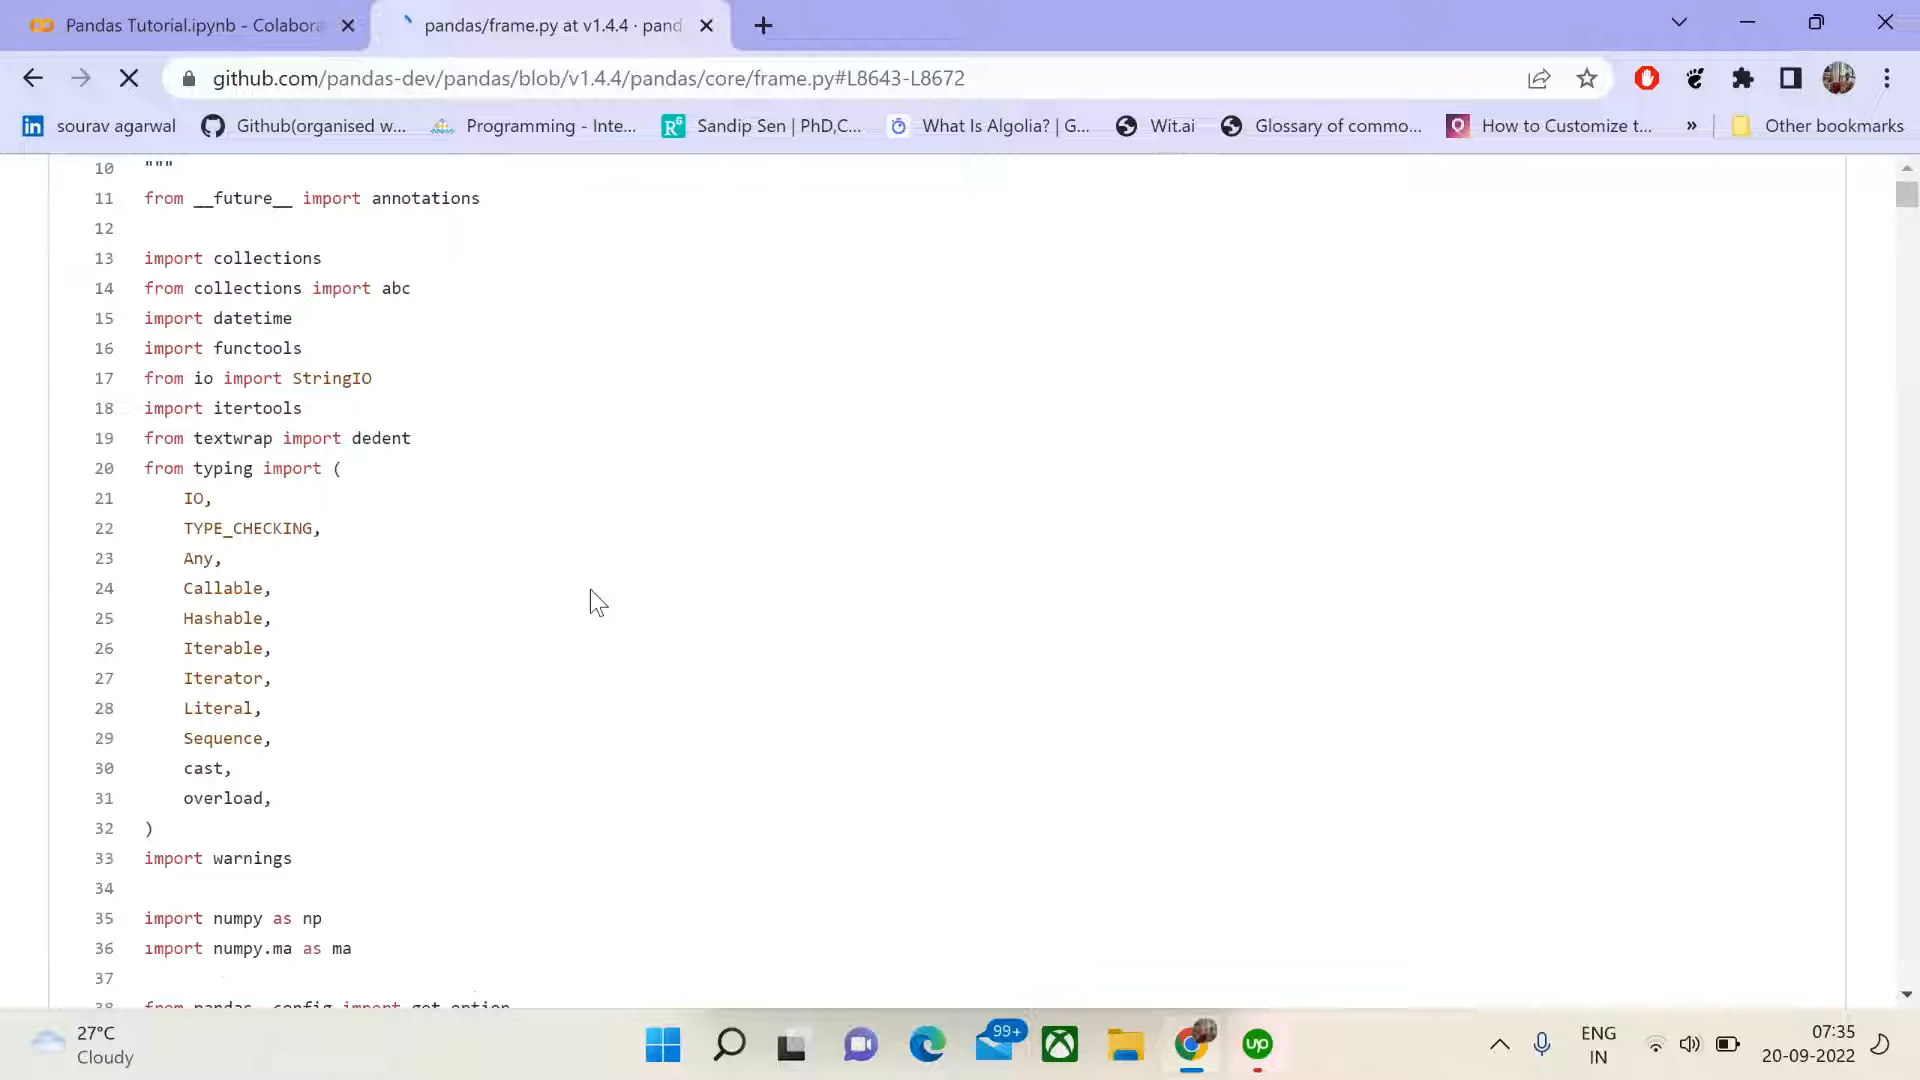 Pandas Tutorial.ipynb - Colabora
pandas/frame.py at v1.4.4 · pand
github.com/pandas-dev/pandas/blob/v1.4.4/pandas/core/frame.py#L8643-L8672
sourav agarwal
Github(organised w...
Programming - Inte...
Sandip Sen | PhD,C...
What Is Algolia? | G...
Wit.ai
Glossary of commo...
How to Customize t...
»
Other bookmarks
10 """
11 from __future__ import annotations
12
13 import collections
14 from collections import abc
15 import datetime
16 import functools
17 from io import StringIO
18 import itertools
19 from textwrap import dedent
20 from typing import (
21 IO,
22 TYPE_CHECKING,
23 Any,
24 Callable,
25 Hashable,
26 Iterable,
27 Iterator,
28 Literal,
29 Sequence,
30 cast,
31 overload,
32 )
33 import warnings
34
35 import numpy as np
36 import numpy.ma as ma
37
38 from pandas._config import get_option
27°C
Cloudy
99+
up
ENG
IN
07:35
20-09-2022